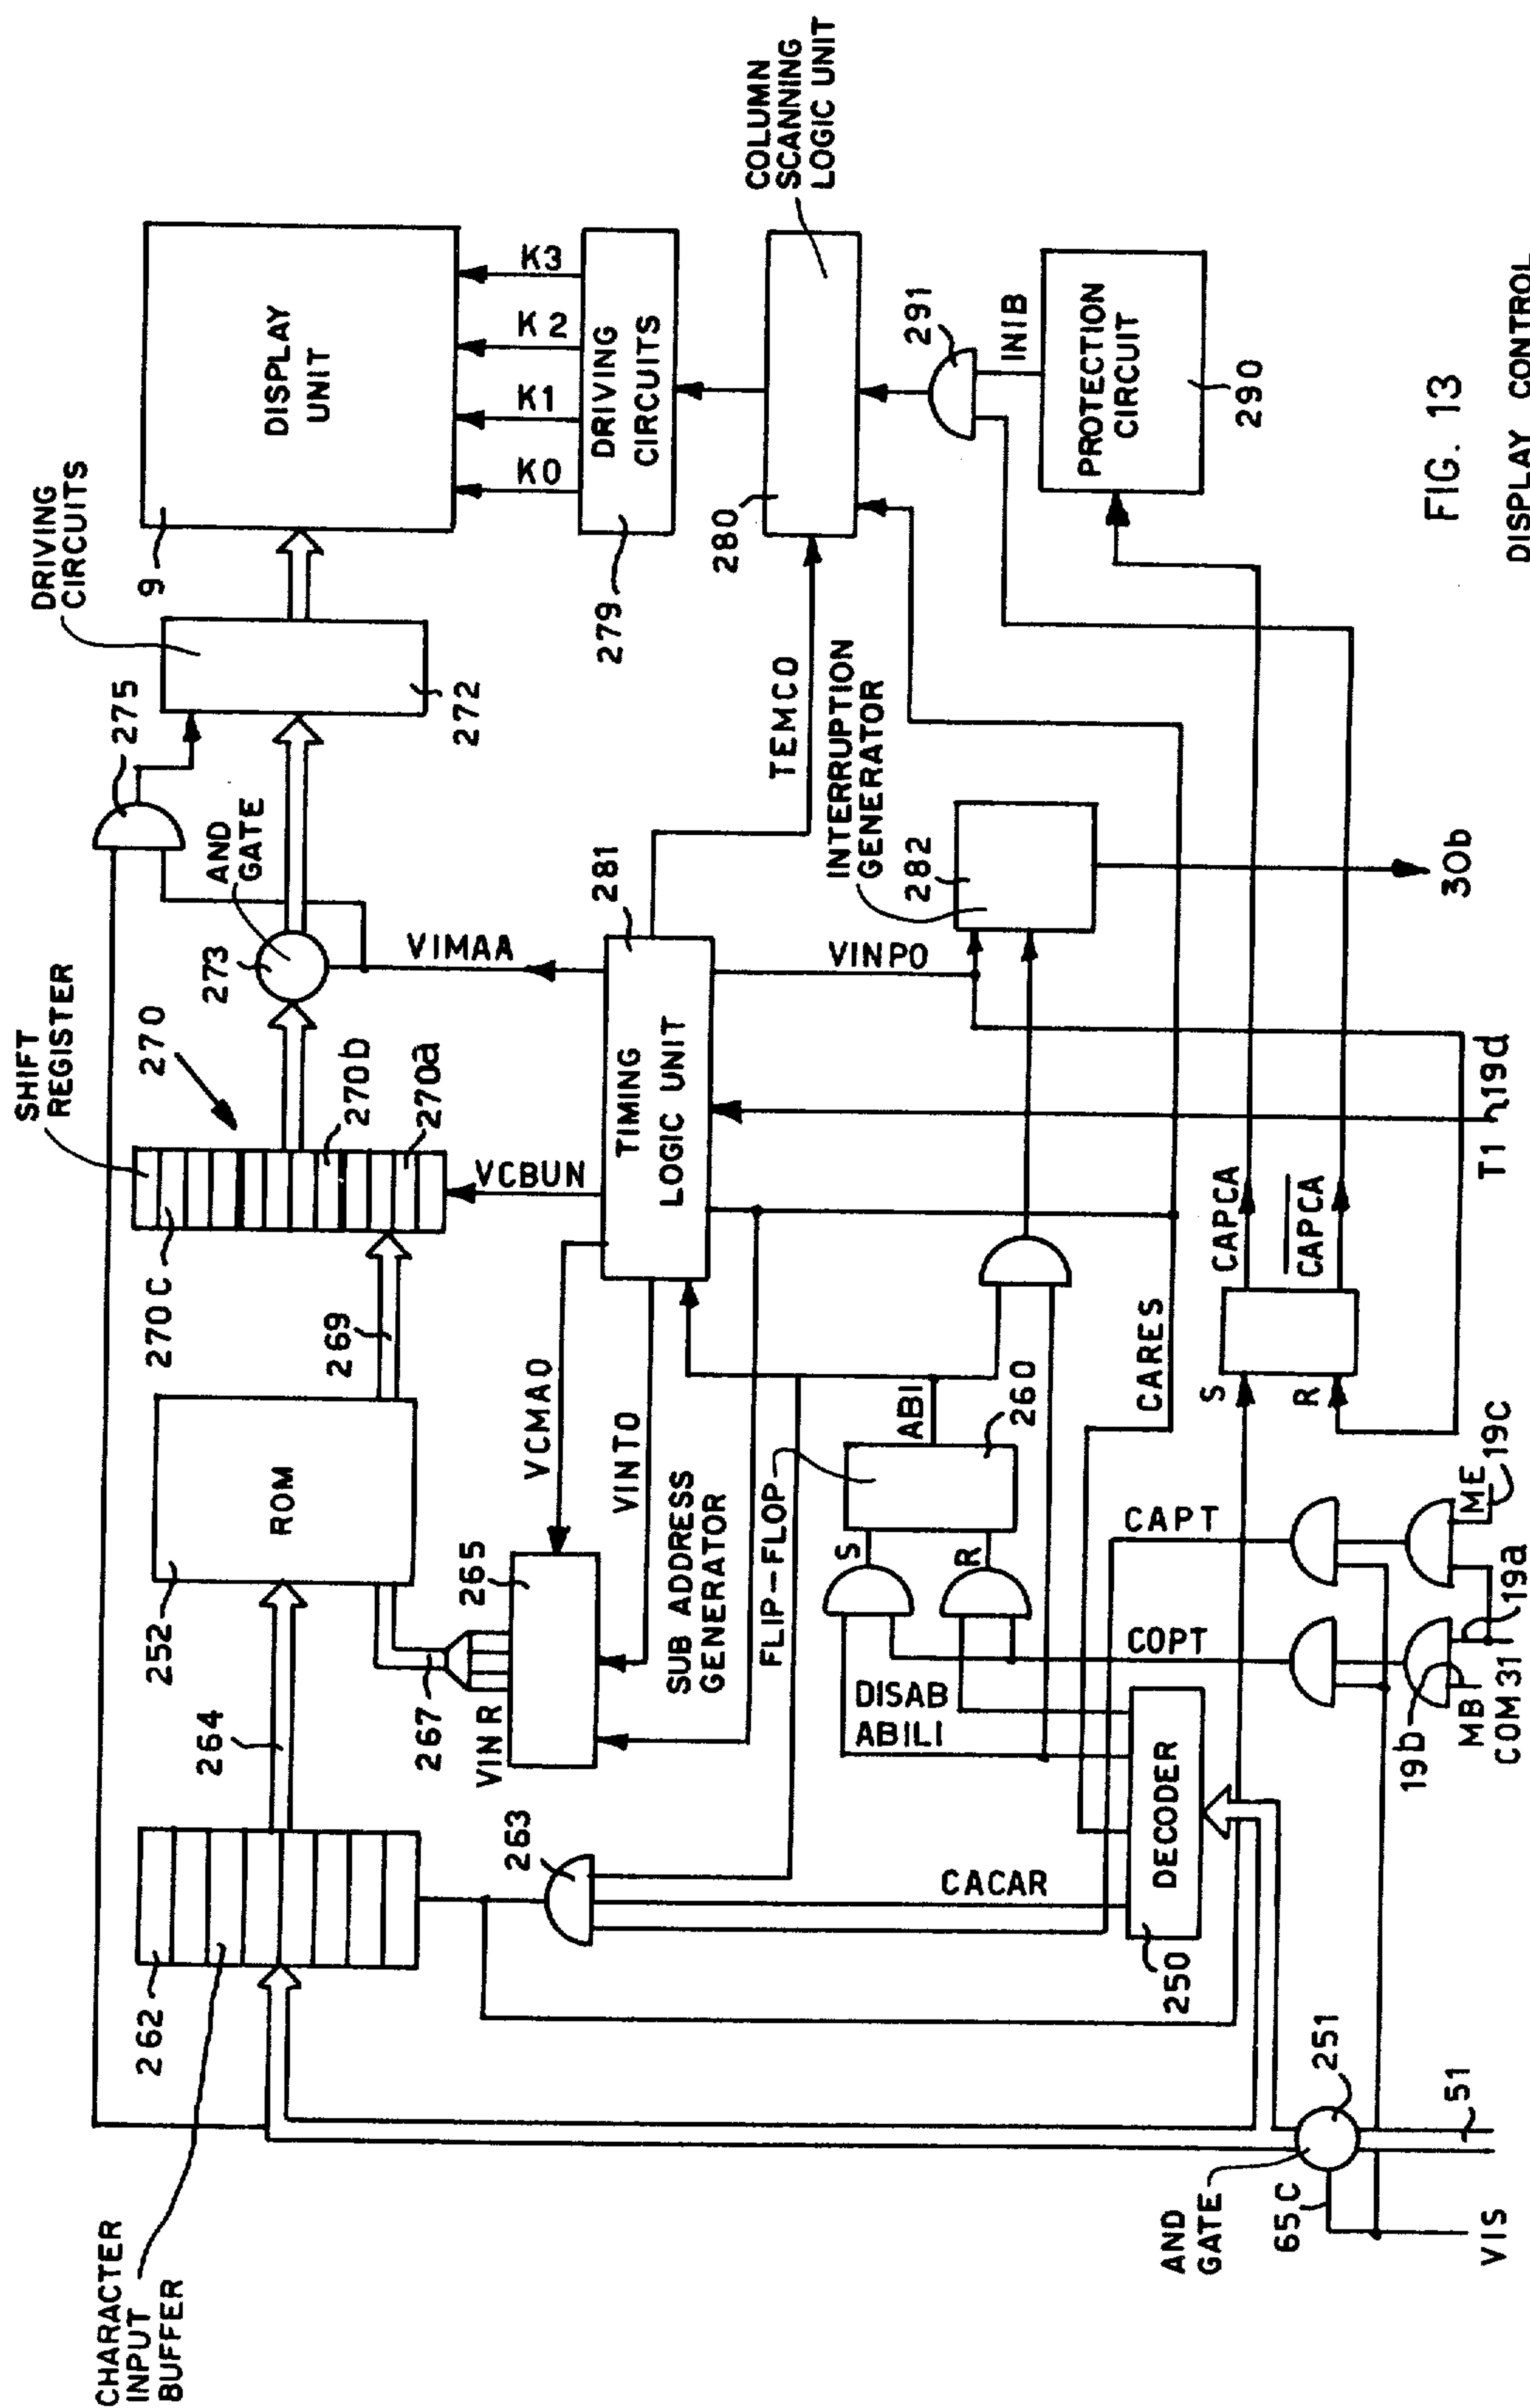 CHARACTER
INPUT
BUFFER
262
264
252
ROM
269
270C
SHIFT
REGISTER
270
270b
270a
273
AND
GATE
275
DRIVING
CIRCUITS
272
9
DISPLAY
UNIT
K0
K1
K2
K3
279
DRIVING
CIRCUITS
267
VINR
265
SUB ADDRESS
GENERATOR
VCMAO
VINTO
VCBUN
VIMAA
281
TIMING
LOGIC UNIT
TEMCO
280
COLUMN
SCANNING
LOGIC UNIT
263
CACAR
FLIP-FLOP
S
R
ABI
260
VINPO
INTERRUPTION
GENERATOR
282
291
INIB
PROTECTION
CIRCUIT
290
DISAB
ABILI
DECODER
250
COPT
CAPT
CARES
S
R
CAPCA
CAPCA
30b
AND
GATE
251
65C
VIS
51
19b
MB
COM31
19a
ME
19C
T1
19d
FIG. 13
DISPLAY CONTROL